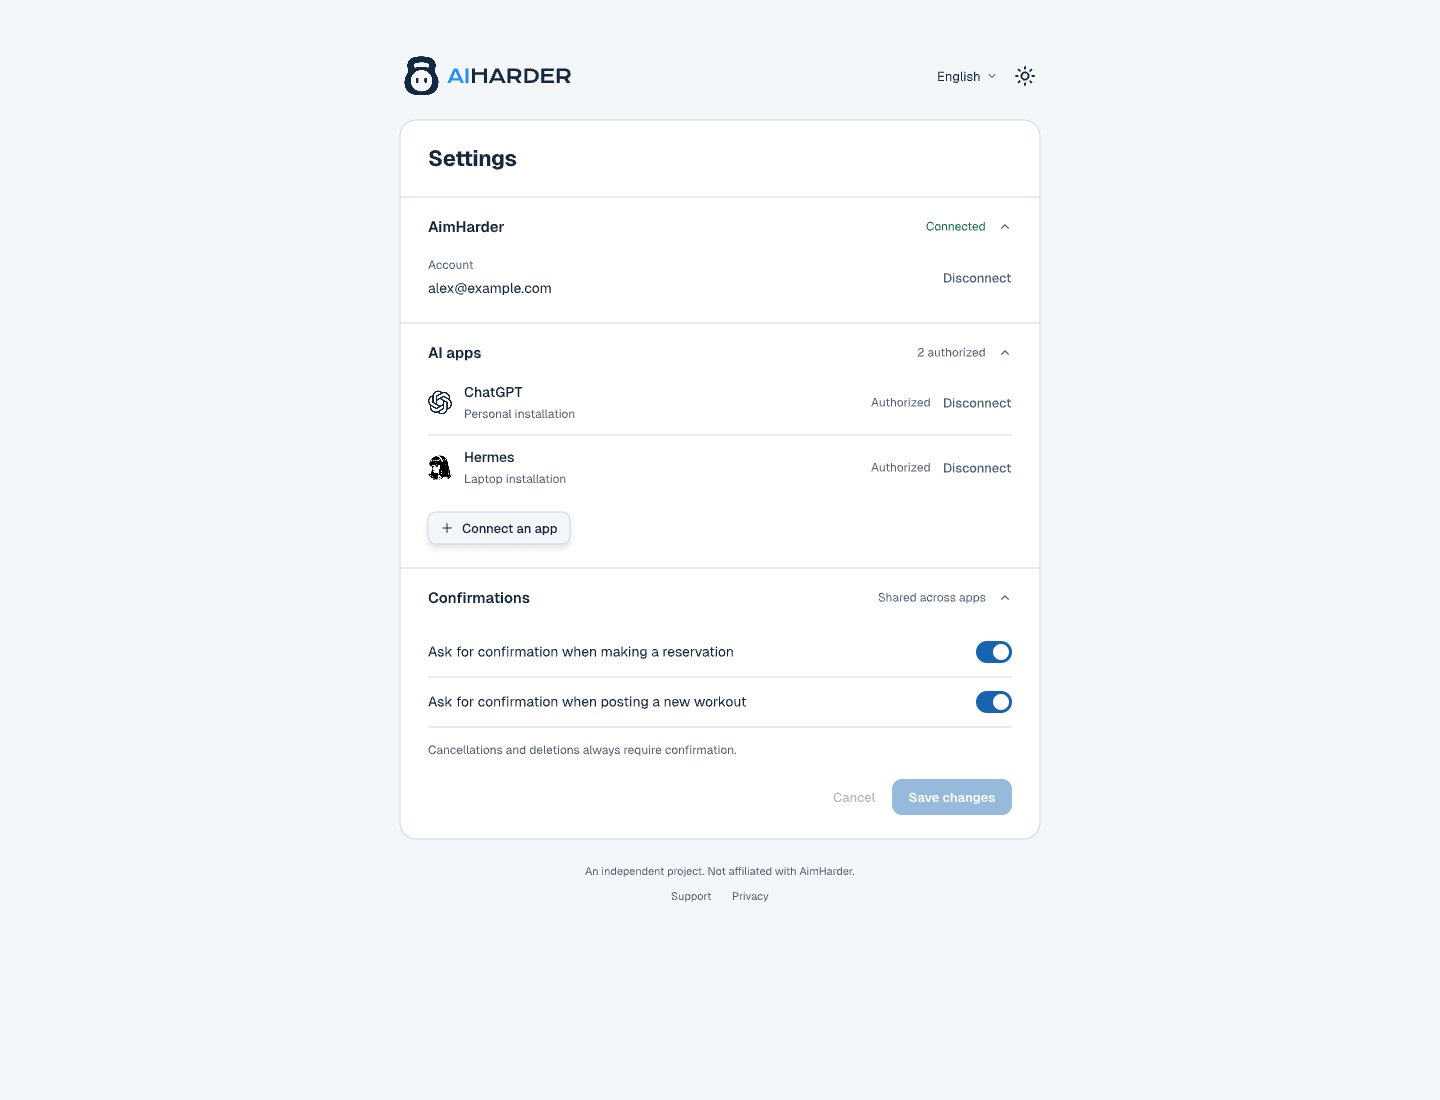 AIHARDER
English
Settings
AimHarder
Connected
Account
alex@example.com
Disconnect
AI apps
2 authorized
ChatGPT
Personal installation
Authorized
Disconnect
Hermes
Laptop installation
Authorized
Disconnect
Connect an app
Confirmations
Shared across apps
Ask for confirmation when making a reservation
Ask for confirmation when posting a new workout
Cancellations and deletions always require confirmation.
Cancel
Save changes
An independent project. Not affiliated with AimHarder.
Support
Privacy